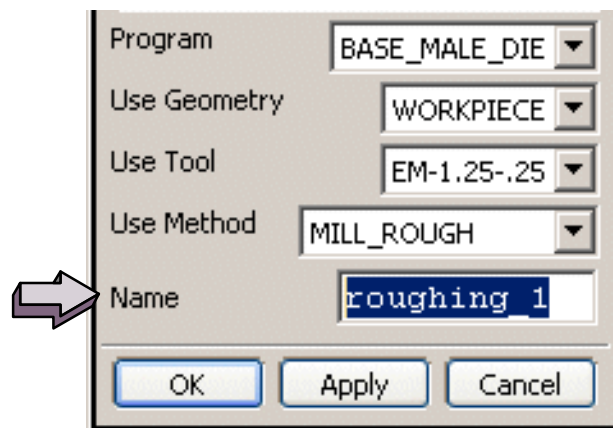 Program BASE_MALE_DIE
Use Geometry WORKPIECE
Use Tool EM-1.25-.25
Use Method MILL_ROUGH
Name roughing_1
OK Apply Cancel